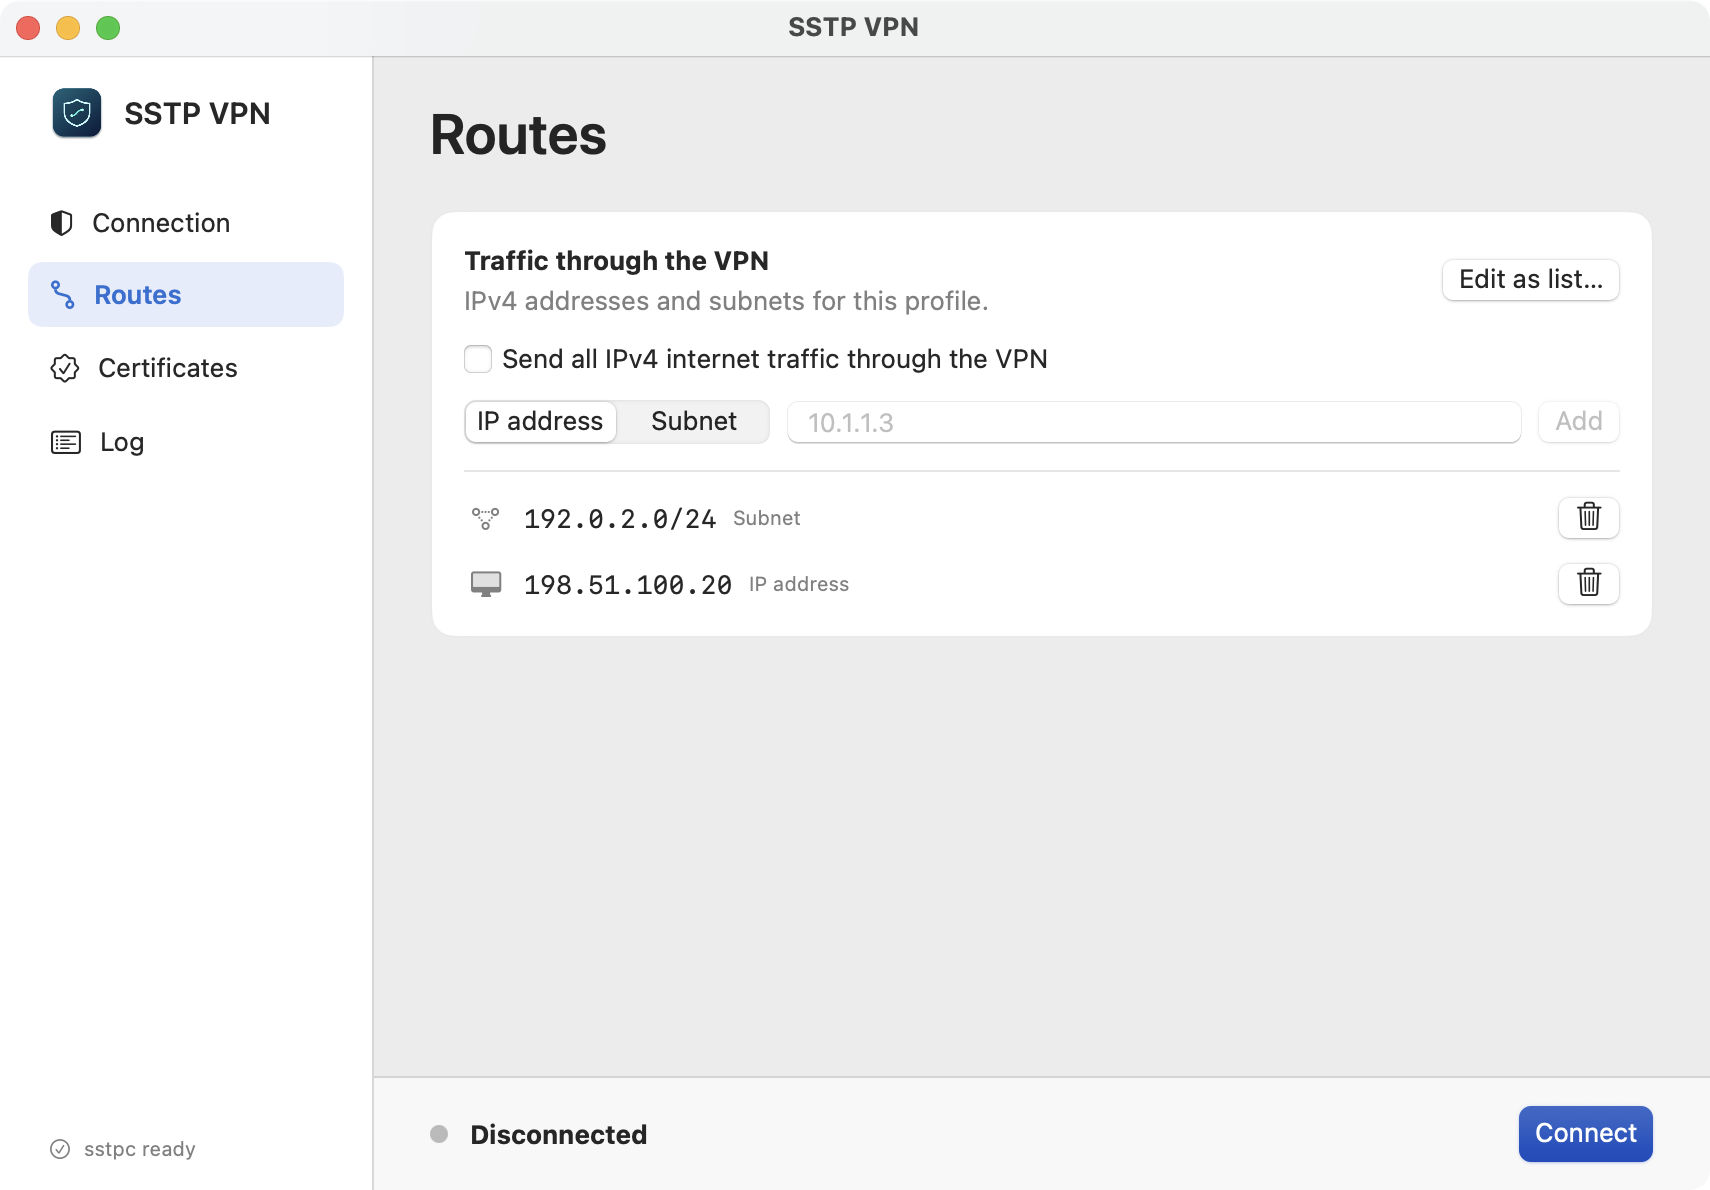 SSTP VPN
SSTP VPN
Connection
Routes
Certificates
Log
sstpc ready
Routes
Traffic through the VPN
IPv4 addresses and subnets for this profile.
Edit as list...
Send all IPv4 internet traffic through the VPN
IP address Subnet 10.1.1.3 Add
192.0.2.0/24 Subnet
198.51.100.20 IP address
Disconnected
Connect